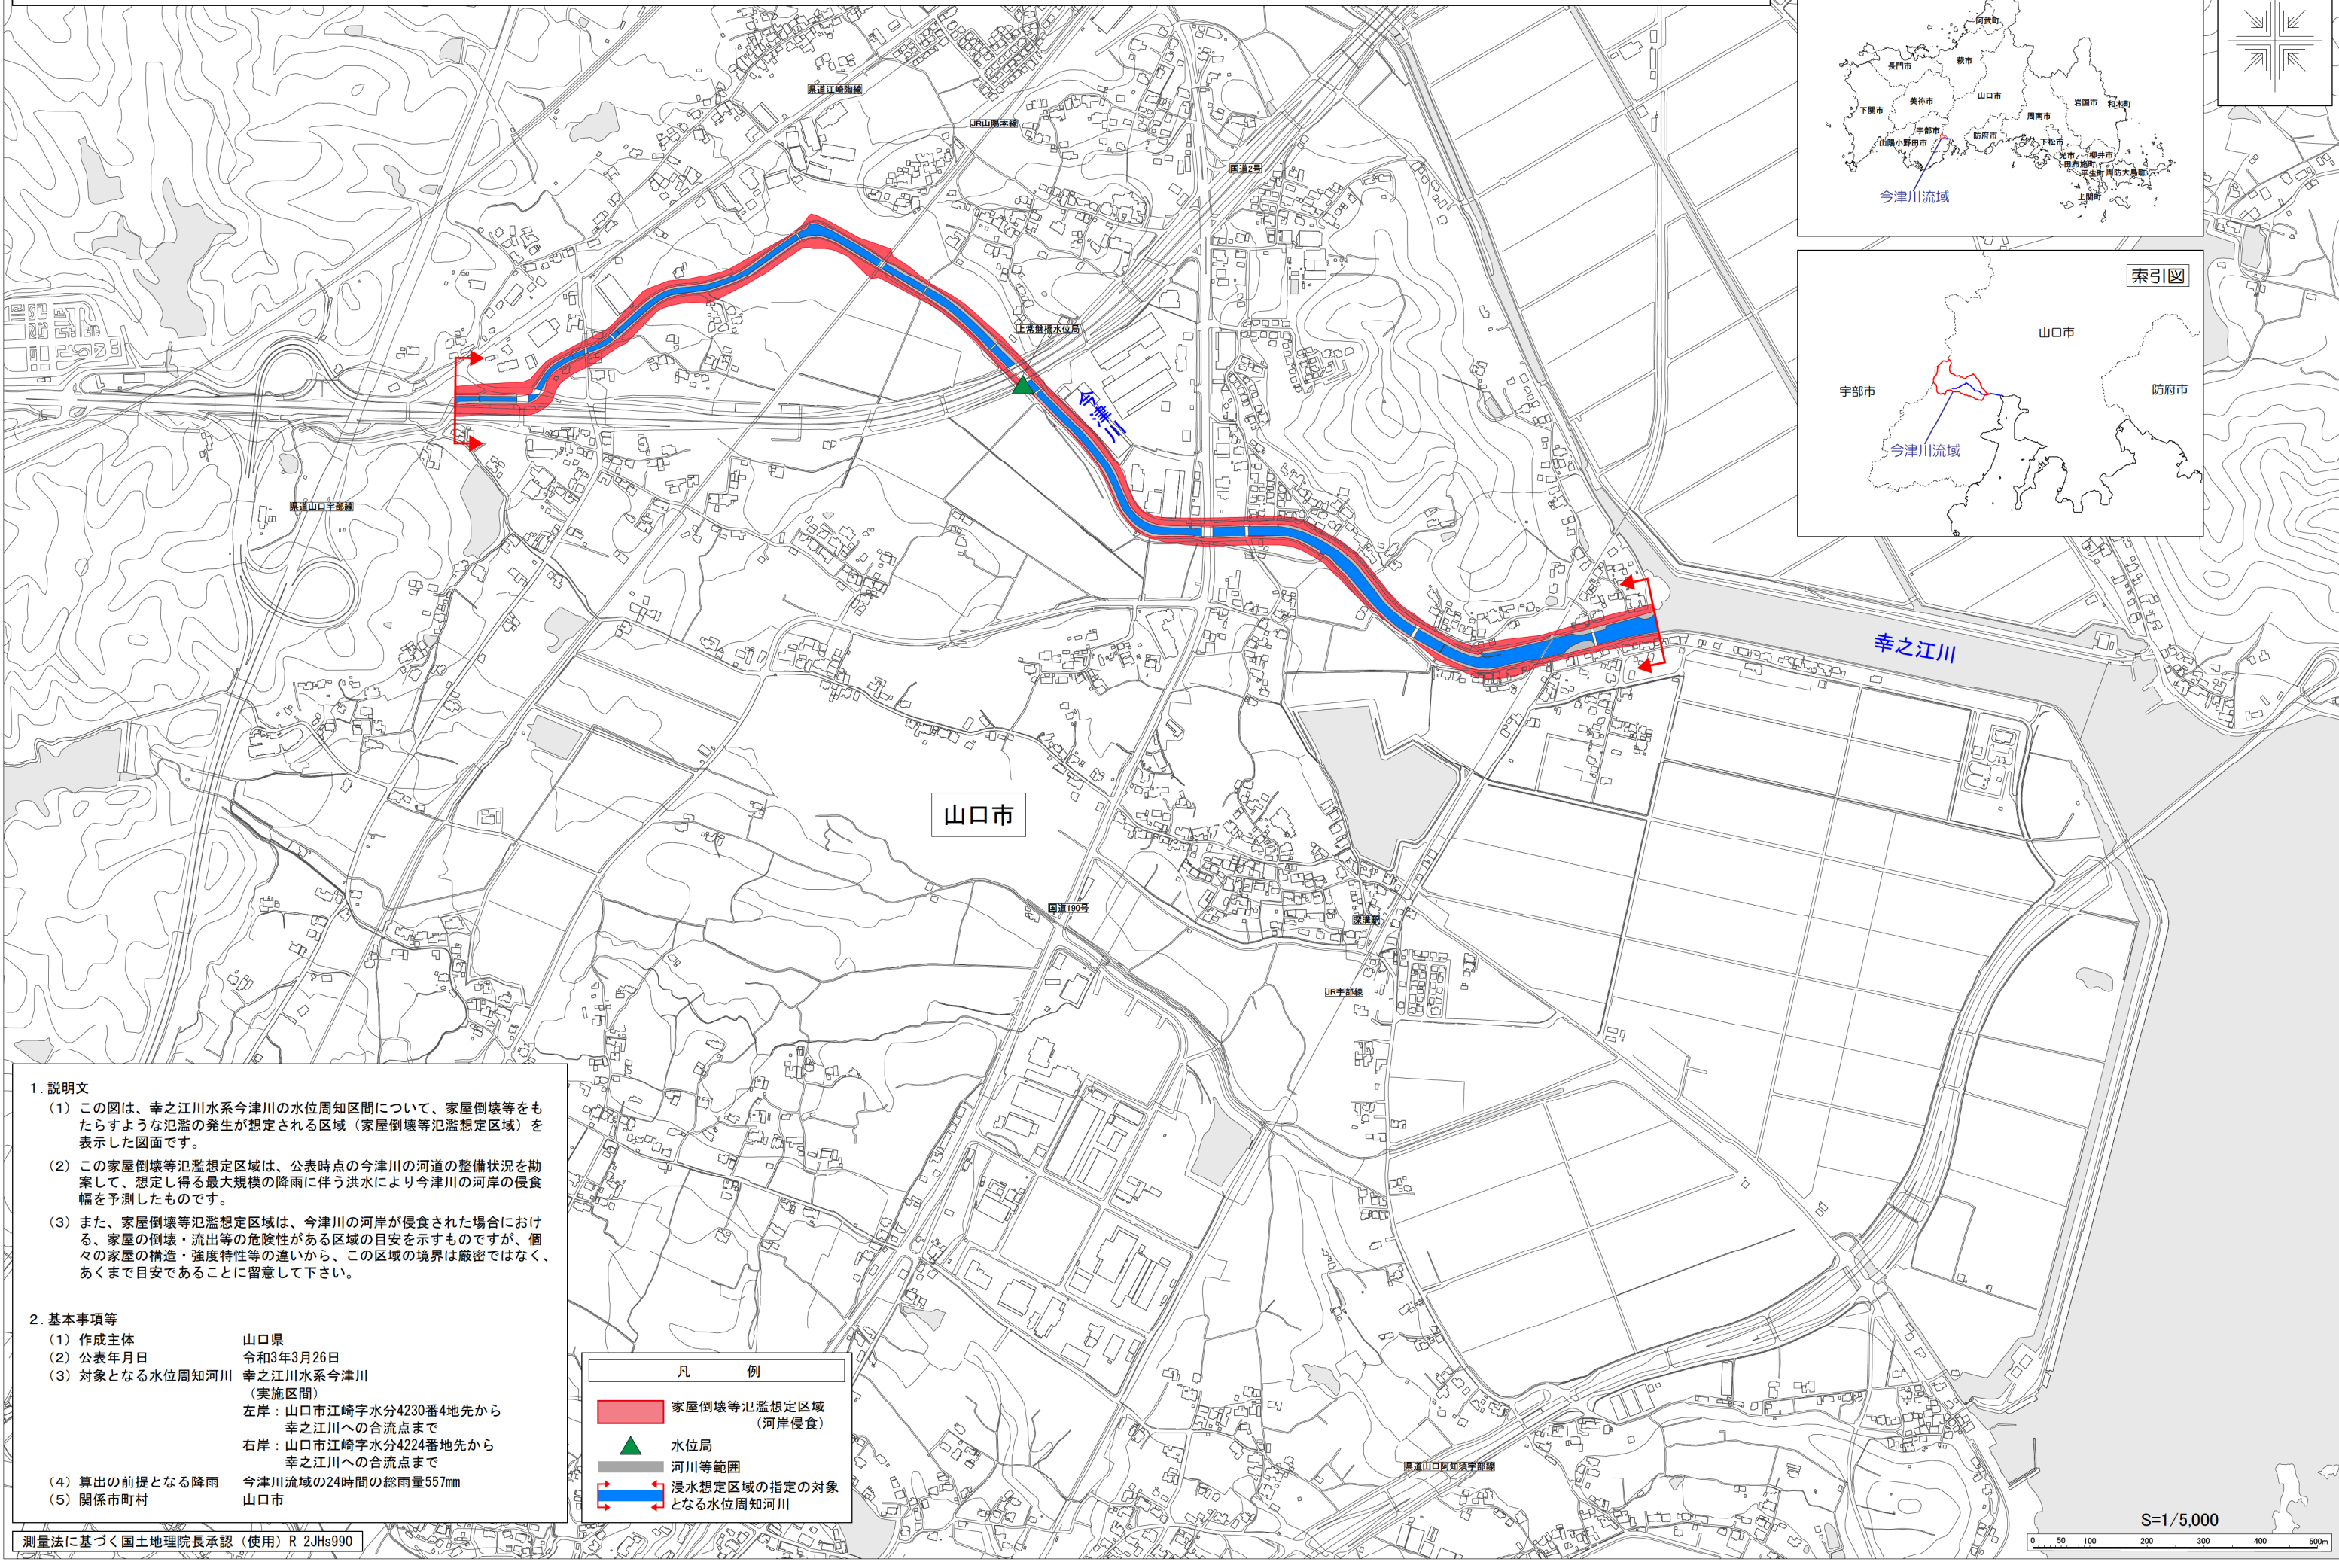 県道江崎陶線
JR山陽本線
国道2号
上常盤橋水位局
今津川
県道山口宇部線
幸之江川
山口市
国道190号
深溝駅
JR宇部線
県道山口阿知須宇部線
阿武町
萩市
長門市
美祢市
山口市
岩国市
和木町
下関市
周南市
宇部市
防府市
山陽小野田市
下松市
光市
柳井市
田布施町
平生町
周防大島町
上関町
今津川流域
索引図
山口市
宇部市
防府市
今津川流域
1.説明文
(1) この図は、幸之江川水系今津川の水位周知区間について、家屋倒壊等をも
たらすような氾濫の発生が想定される区域（家屋倒壊等氾濫想定区域）を
表示した図面です。
(2) この家屋倒壊等氾濫想定区域は、公表時点の今津川の河道の整備状況を勘
案して、想定し得る最大規模の降雨に伴う洪水により今津川の河岸の侵食
幅を予測したものです。
(3) また、家屋倒壊等氾濫想定区域は、今津川の河岸が侵食された場合におけ
る、家屋の倒壊・流出等の危険性がある区域の目安を示すものですが、個
々の家屋の構造・強度特性等の違いから、この区域の境界は厳密ではなく、
あくまで目安であることに留意して下さい。
2.基本事項等
(1) 作成主体 山口県
(2) 公表年月日 令和3年3月26日
(3) 対象となる水位周知河川 幸之江川水系今津川
（実施区間）
左岸：山口市江崎字水分4230番4地先から
幸之江川への合流点まで
右岸：山口市江崎字水分4224番地先から
幸之江川への合流点まで
(4) 算出の前提となる降雨 今津川流域の24時間の総雨量557mm
(5) 関係市町村 山口市
凡 例
家屋倒壊等氾濫想定区域
（河岸侵食）
水位局
河川等範囲
浸水想定区域の指定の対象
となる水位周知河川
測量法に基づく国土地理院長承認（使用）R 2JHs990
S=1/5,000
0 50 100 200 300 400 500m